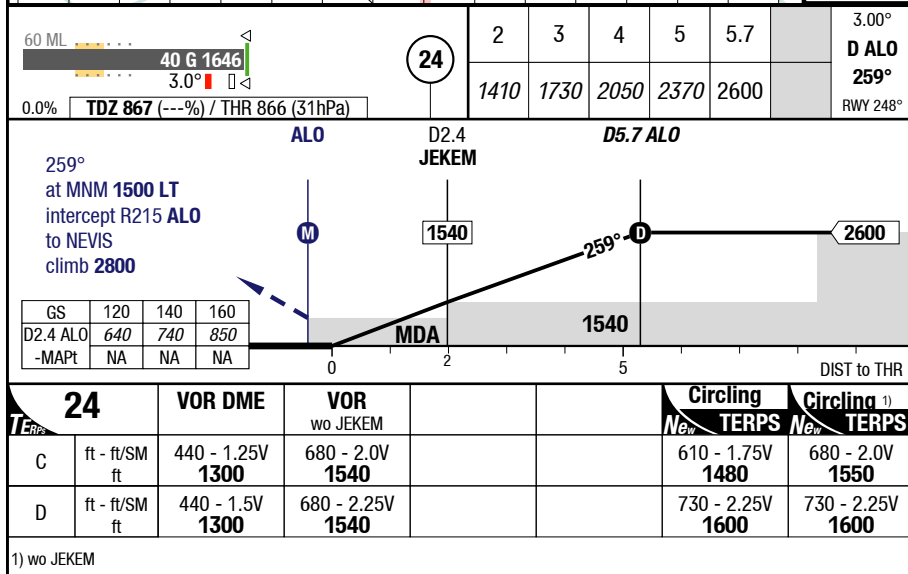 60 ML
40 G 1646
3.0°
0.0% TDZ 867 (---%) / THR 866 (31hPa)
24
2 3 4 5 5.7
1410 1730 2050 2370 2600
3.00°
D ALO
259°
RWY 248°
ALO
D2.4
JEKEM
D5.7 ALO
259°
at MNM 1500 LT
intercept R215 ALO
to NEVIS
climb 2800
M
1540
259°
D
2600
GS 120 140 160
D2.4 ALO 640 740 850
-MAPt NA NA NA
MDA
1540
0 2 5 DIST to THR
TERPS 24
VOR DME
VOR
wo JEKEM
Circling
New TERPS
Circling 1)
New TERPS
C
ft - ft/SM
ft
440 - 1.25V
1300
680 - 2.0V
1540
610 - 1.75V
1480
680 - 2.0V
1550
D
ft - ft/SM
ft
440 - 1.5V
1300
680 - 2.25V
1540
730 - 2.25V
1600
730 - 2.25V
1600
1) wo JEKEM